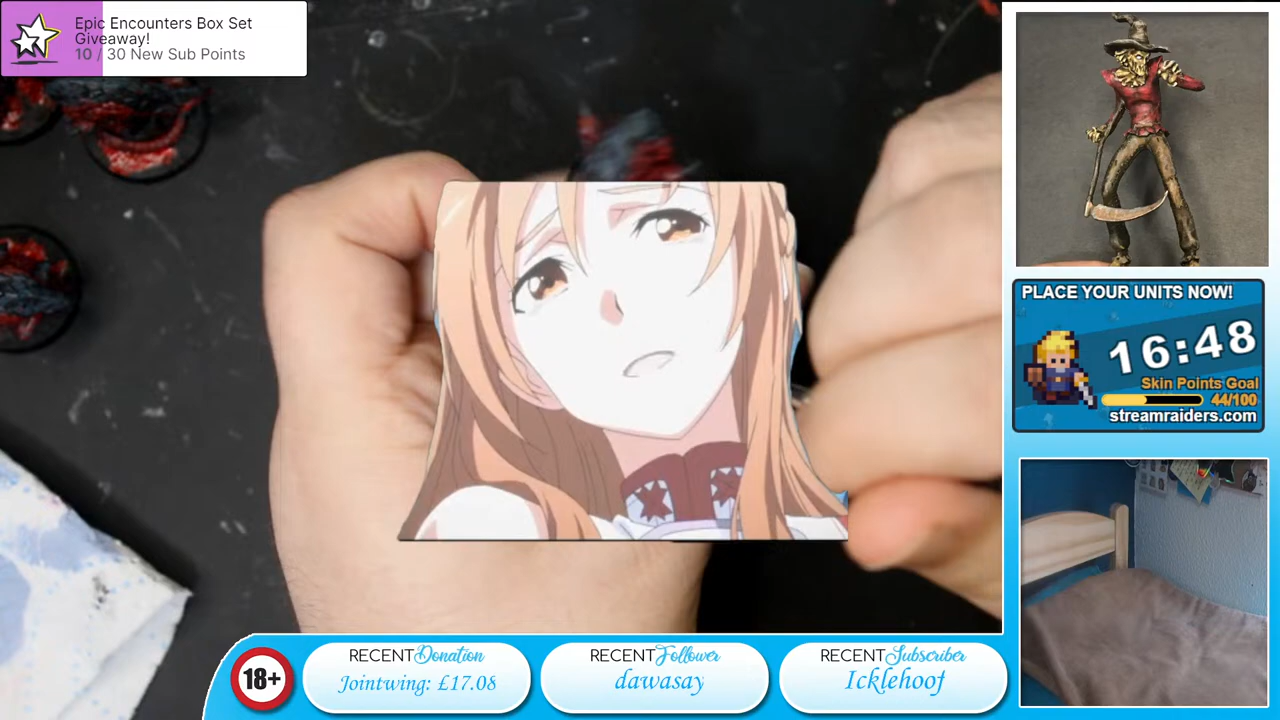 Epic Encounters Box Set
Giveaway!
10 / 30 New Sub Points
PLACE YOUR UNITS NOW!
16:48
Skin Points Goal
44/100
streamraiders.com
18+
RECENT Donation
Jointwing: £17.08
RECENT Follower
dawasay
RECENT Subscriber
Icklehoof